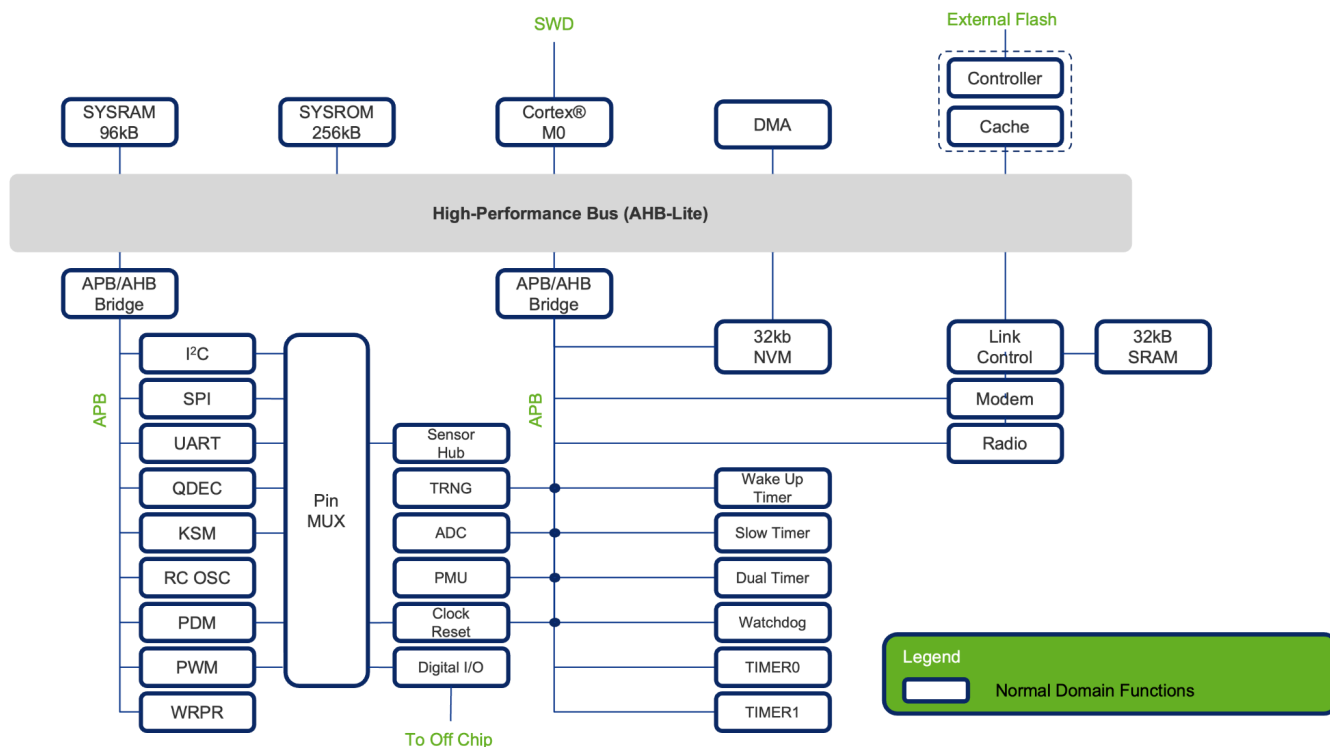 SWD
External Flash
SYSRAM
96kB
SYSROM
256kB
Cortex®
M0
DMA
Controller
Cache
High-Performance Bus (AHB-Lite)
APB/AHB
Bridge
APB/AHB
Bridge
APB
I²C
SPI
UART
QDEC
KSM
RC OSC
PDM
PWM
WRPR
Pin
MUX
Sensor
Hub
TRNG
ADC
PMU
Clock
Reset
Digital I/O
To Off Chip
APB
32kb
NVM
Link
Control
32kB
SRAM
Modem
Radio
Wake Up
Timer
Slow Timer
Dual Timer
Watchdog
TIMER0
TIMER1
Legend
Normal Domain Functions